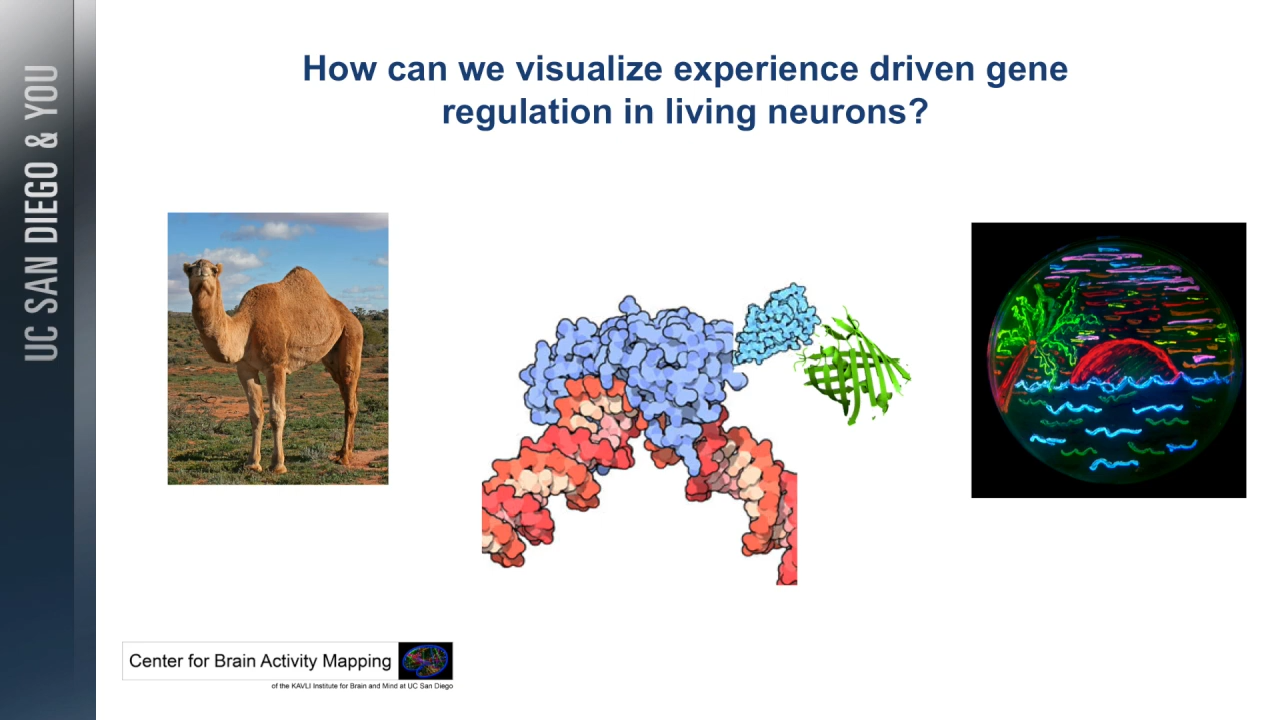 UC SAN DIEGO & YOU
How can we visualize experience driven gene
regulation in living neurons?
Center for Brain Activity Mapping
of the KAVLI Institute for Brain and Mind at UC San Diego